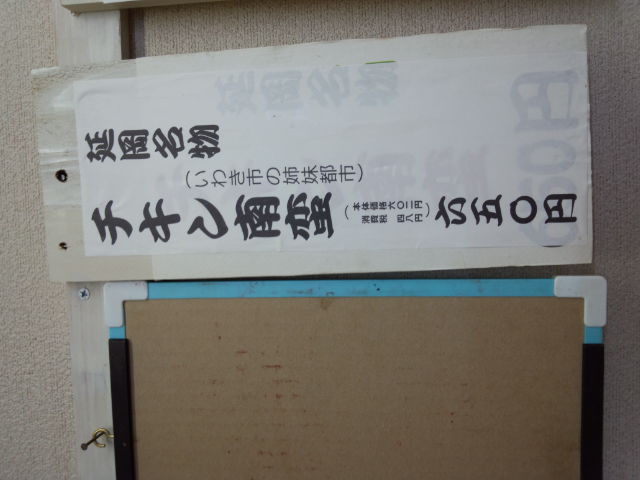 延岡名物
(いわき市の姉妹都市)
チキン南蛮
(本体価格六〇二円
消費税 四八円)
六五〇円